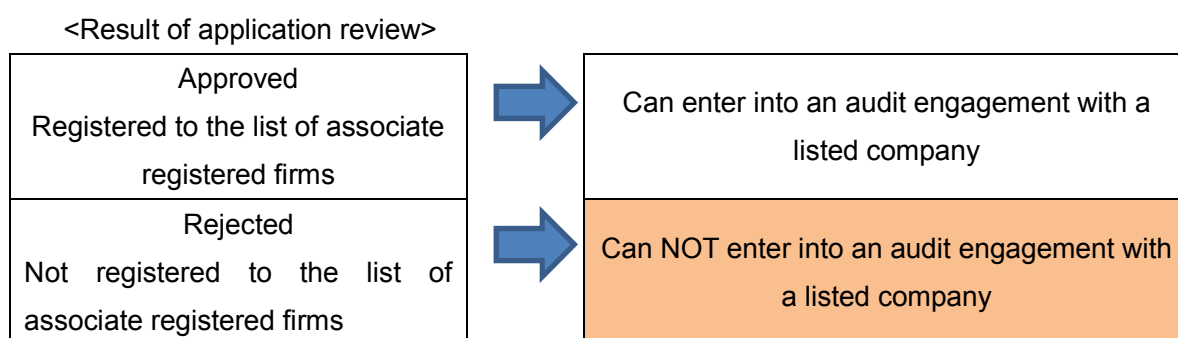 <Result of application review>
Approved
Registered to the list of associate
registered firms
Can enter into an audit engagement with a
listed company
Rejected
Not registered to the list of
associate registered firms
Can NOT enter into an audit engagement with
a listed company